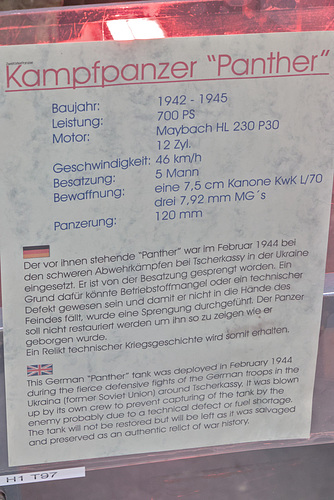 Kampfpanzer "Panther"
Baujahr: 1942 - 1945
Leistung: 700 PS
Motor: Maybach HL 230 P30
12 Zyl.
Geschwindigkeit: 46 km/h
Besatzung: 5 Mann
Bewaffnung: eine 7,5 cm Kanone KwK L/70
drei 7,92 mm MG´s
Panzerung: 120 mm
Der vor Ihnen stehende "Panther" war im Februar 1944 bei
den schweren Abwehrkämpfen bei Tscherkassy in der Ukraine
eingesetzt. Er ist von der Besatzung gesprengt worden. Ein
Grund dafür könnte Betriebsstoffmangel oder ein technischer
Defekt gewesen sein und damit er nicht in die Hände des
Feindes fällt, wurde eine Sprengung durchgeführt. Der Panzer
soll nicht restauriert werden um ihn so zu zeigen wie er
geborgen wurde.
Ein Relikt technischer Kriegsgeschichte wird somit erhalten.
This German "Panther" tank was deployed in February 1944
during the fierce defensive fights of the German troops in the
Ukraina (former Soviet Union) around Tscherkassy. It was blown
up by its own crew to prevent capturing of the tank by the
enemy probably due to a technical defect or fuel shortage.
The tank will not be restored but will be left as it was salvaged
and preserved as an authentic relict of war history.
H1 T97